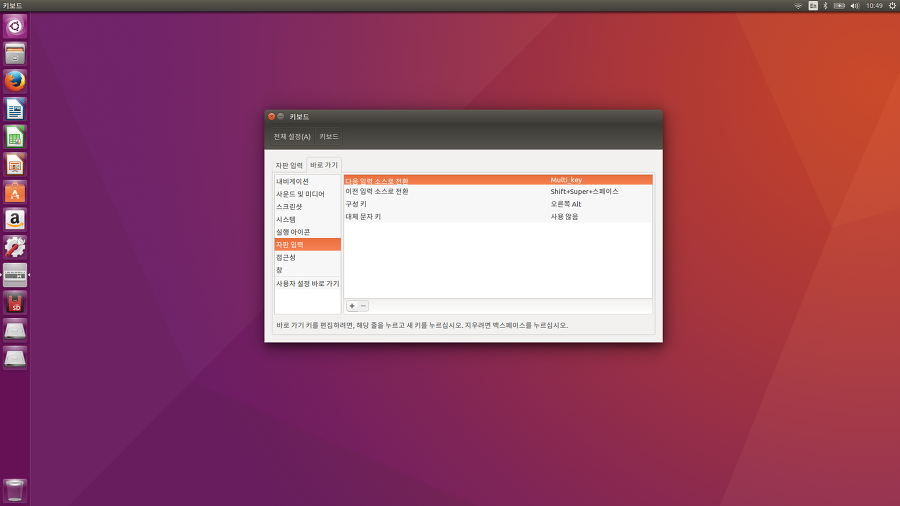 키보드
En
10:49
키보드
전체 설정(A) 키보드
자판 입력 바로 가기
내비게이션
사운드 및 미디어
스크린샷
시스템
실행 아이콘
자판 입력
접근성
창
사용자 설정 바로 가기
다음 입력 소스로 전환 Multi_key
이전 입력 소스로 전환 Shift+Super+스페이스
구성 키 오른쪽 Alt
대체 문자 키 사용 않음
바로 가기 키를 편집하려면, 해당 줄을 누르고 새 키를 누르십시오. 지우려면 백스페이스를 누르십시오.
A
a
SD